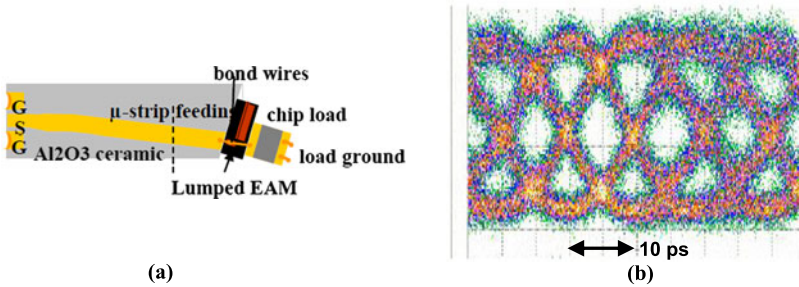 bond wires
G
μ-strip feeding
chip load
S
G
Al2O3 ceramic
load ground
Lumped EAM
10 ps
(a)
(b)